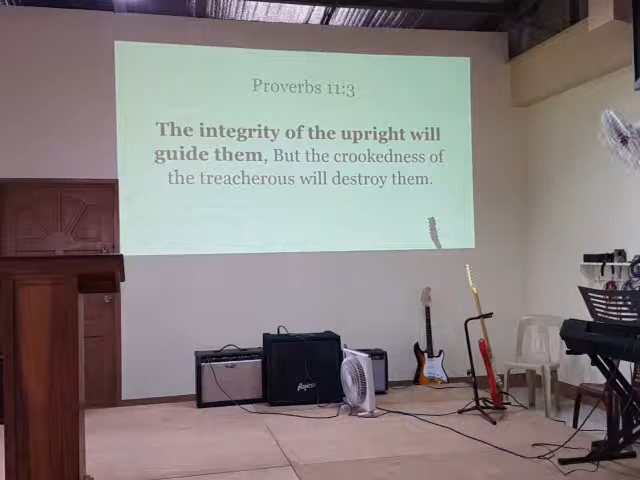 Proverbs 11:3
The integrity of the upright will
guide them, But the crookedness of
the treacherous will destroy them.